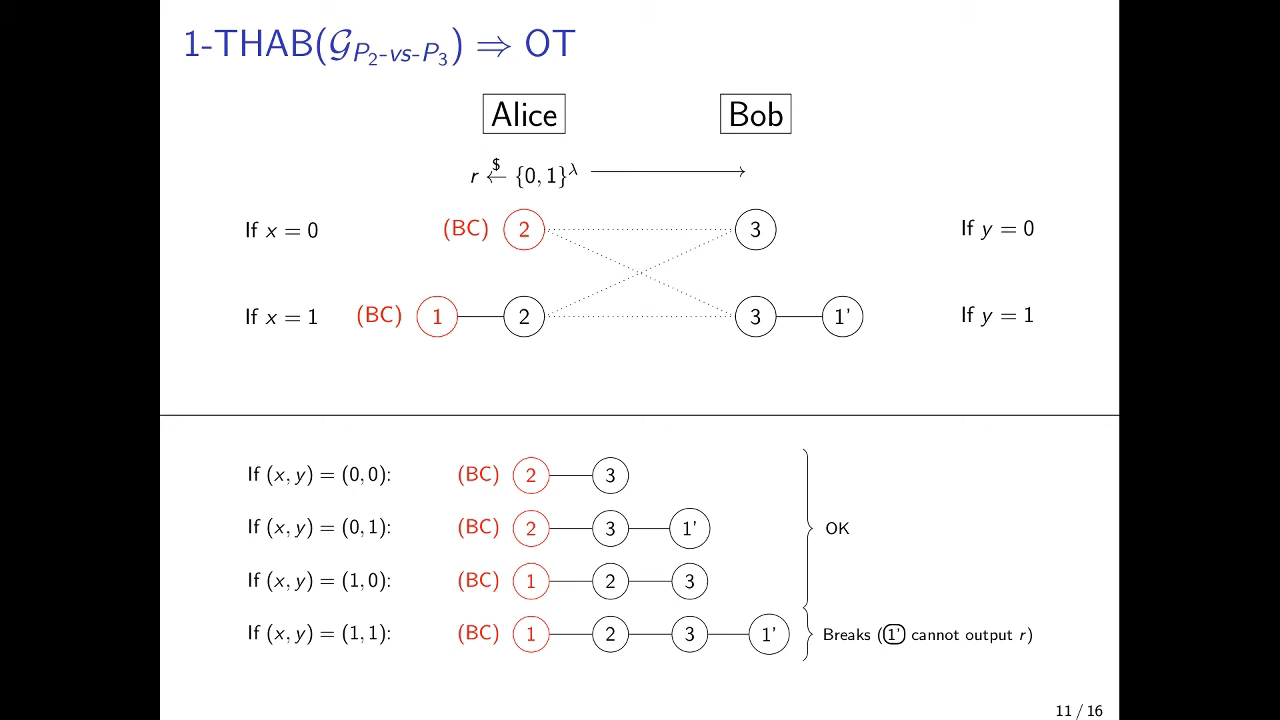 1-THAB(𝒢_{P₂-vs-P₃}) ⇒ OT
Alice
Bob
r ←$ {0, 1}^λ
If x = 0
(BC) 2
3
If y = 0
If x = 1
(BC) 1 2
3 1'
If y = 1
If (x, y) = (0, 0): (BC) 2 3
If (x, y) = (0, 1): (BC) 2 3 1'
OK
If (x, y) = (1, 0): (BC) 1 2 3
If (x, y) = (1, 1): (BC) 1 2 3 1'
Breaks (1' cannot output r)
11 / 16